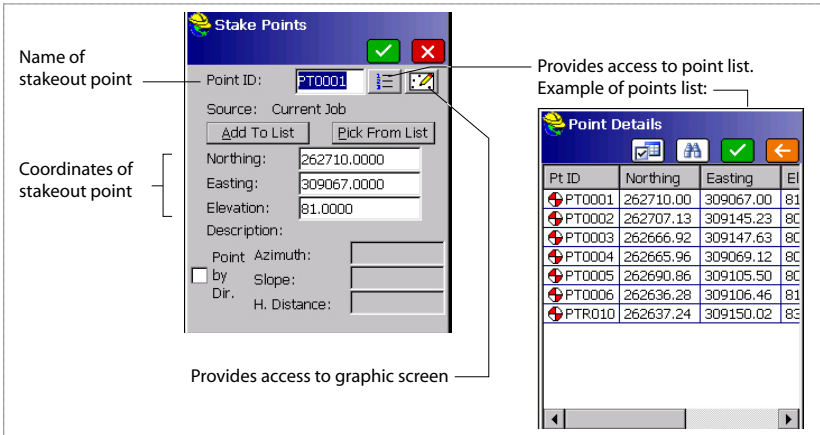 Stake Points
Name of
stakeout point
Point ID: PT0001
Source: Current Job
Add To List Pick From List
Coordinates of
stakeout point
Northing: 262710.0000
Easting: 309067.0000
Elevation: 81.0000
Description:
Point by Dir.
Azimuth:
Slope:
H. Distance:
Provides access to graphic screen
Provides access to point list.
Example of points list:
Point Details
Pt ID Northing Easting El
PT0001 262710.00 309067.00 81
PT0002 262707.13 309145.23 80
PT0003 262666.92 309147.63 80
PT0004 262665.96 309069.12 80
PT0005 262690.86 309105.50 80
PT0006 262636.28 309106.46 81
PTR010 262637.24 309150.02 83